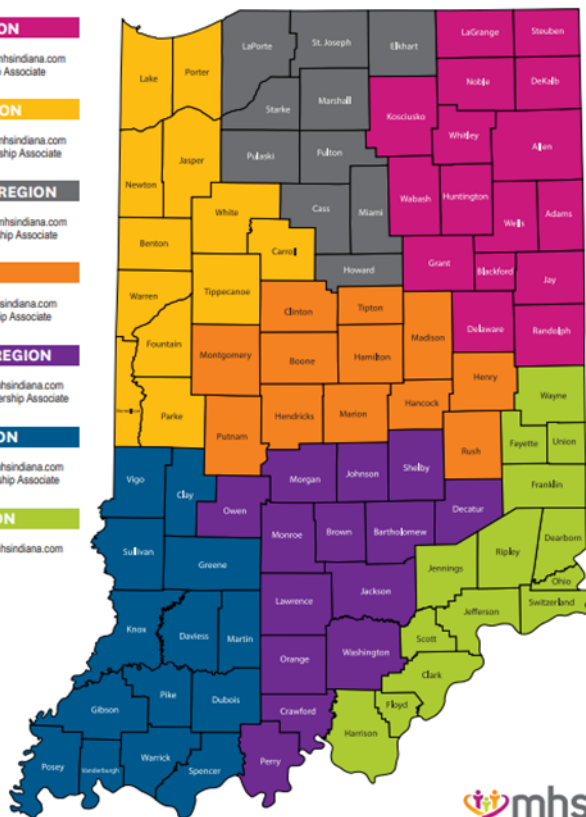 ION
mhsindiana.com
Associate
ION
mhsindiana.com
ship Associate
REGION
mhsindiana.com
ship Associate
hsindiana.com
ip Associate
REGION
mhsindiana.com
ership Associate
ON
mhsindiana.com
ship Associate
ON
hsindiana.com
LaPorte
St. Joseph
Elkhart
LaGrange
Steuben
Lake
Porter
Noble
DeKalb
Starke
Marshall
Kosciusko
Whitley
Allen
Newton
Jasper
Pulaski
Fulton
Wabash
Huntington
White
Cass
Miami
Wells
Adams
Benton
Carroll
Howard
Grant
Blackford
Jay
Warren
Tippecanoe
Clinton
Tipton
Madison
Delaware
Randolph
Fountain
Montgomery
Boone
Hamilton
Henry
Wayne
Parke
Putnam
Hendricks
Marion
Hancock
Rush
Fayette
Union
Vigo
Clay
Owen
Morgan
Johnson
Shelby
Decatur
Franklin
Sullivan
Greene
Monroe
Brown
Bartholomew
Jennings
Ripley
Dearborn
Ohio
Switzerland
Knox
Daviess
Martin
Lawrence
Jackson
Jefferson
Scott
Orange
Washington
Clark
Gibson
Pike
Dubois
Crawford
Floyd
Harrison
Posey
Vanderburgh
Warrick
Spencer
Perry
mhs